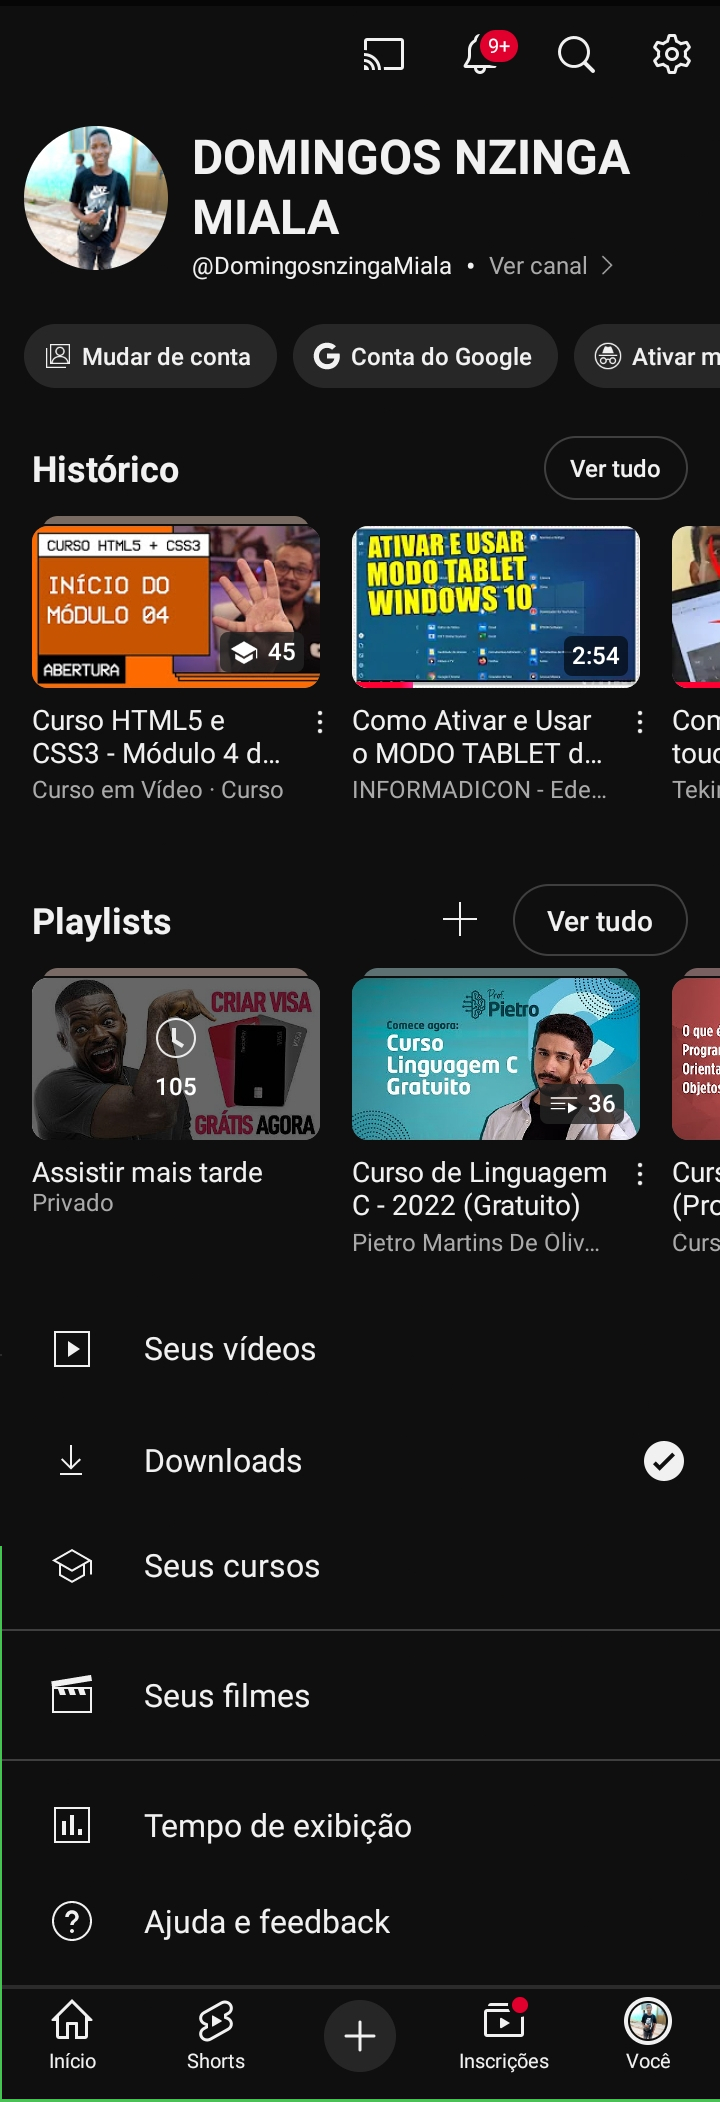 9+
DOMINGOS NZINGA
MIALA
@DomingosnzingaMiala • Ver canal
Mudar de conta
Conta do Google
Ativar m
Histórico
Ver tudo
CURSO HTML5 + CSS3
INÍCIO DO
MÓDULO 04
ABERTURA
45
ATIVAR E USAR
MODO TABLET
WINDOWS 10
2:54
Curso HTML5 e
CSS3 - Módulo 4 d...
Curso em Vídeo · Curso
Como Ativar e Usar
o MODO TABLET d...
INFORMADICON - Ede...
Com
touc
Tekin
Playlists
Ver tudo
CRIAR VISA
105
GRÁTIS AGORA
Prof.
Pietro
Comece agora:
Curso
Linguagem C
Gratuito
36
O que é
Program
Orienta
Objetos
Assistir mais tarde
Privado
Curso de Linguagem
C - 2022 (Gratuito)
Pietro Martins De Oliv...
Curs
(Pro
Curs
Seus vídeos
Downloads
Seus cursos
Seus filmes
Tempo de exibição
Ajuda e feedback
Início
Shorts
Inscrições
Você